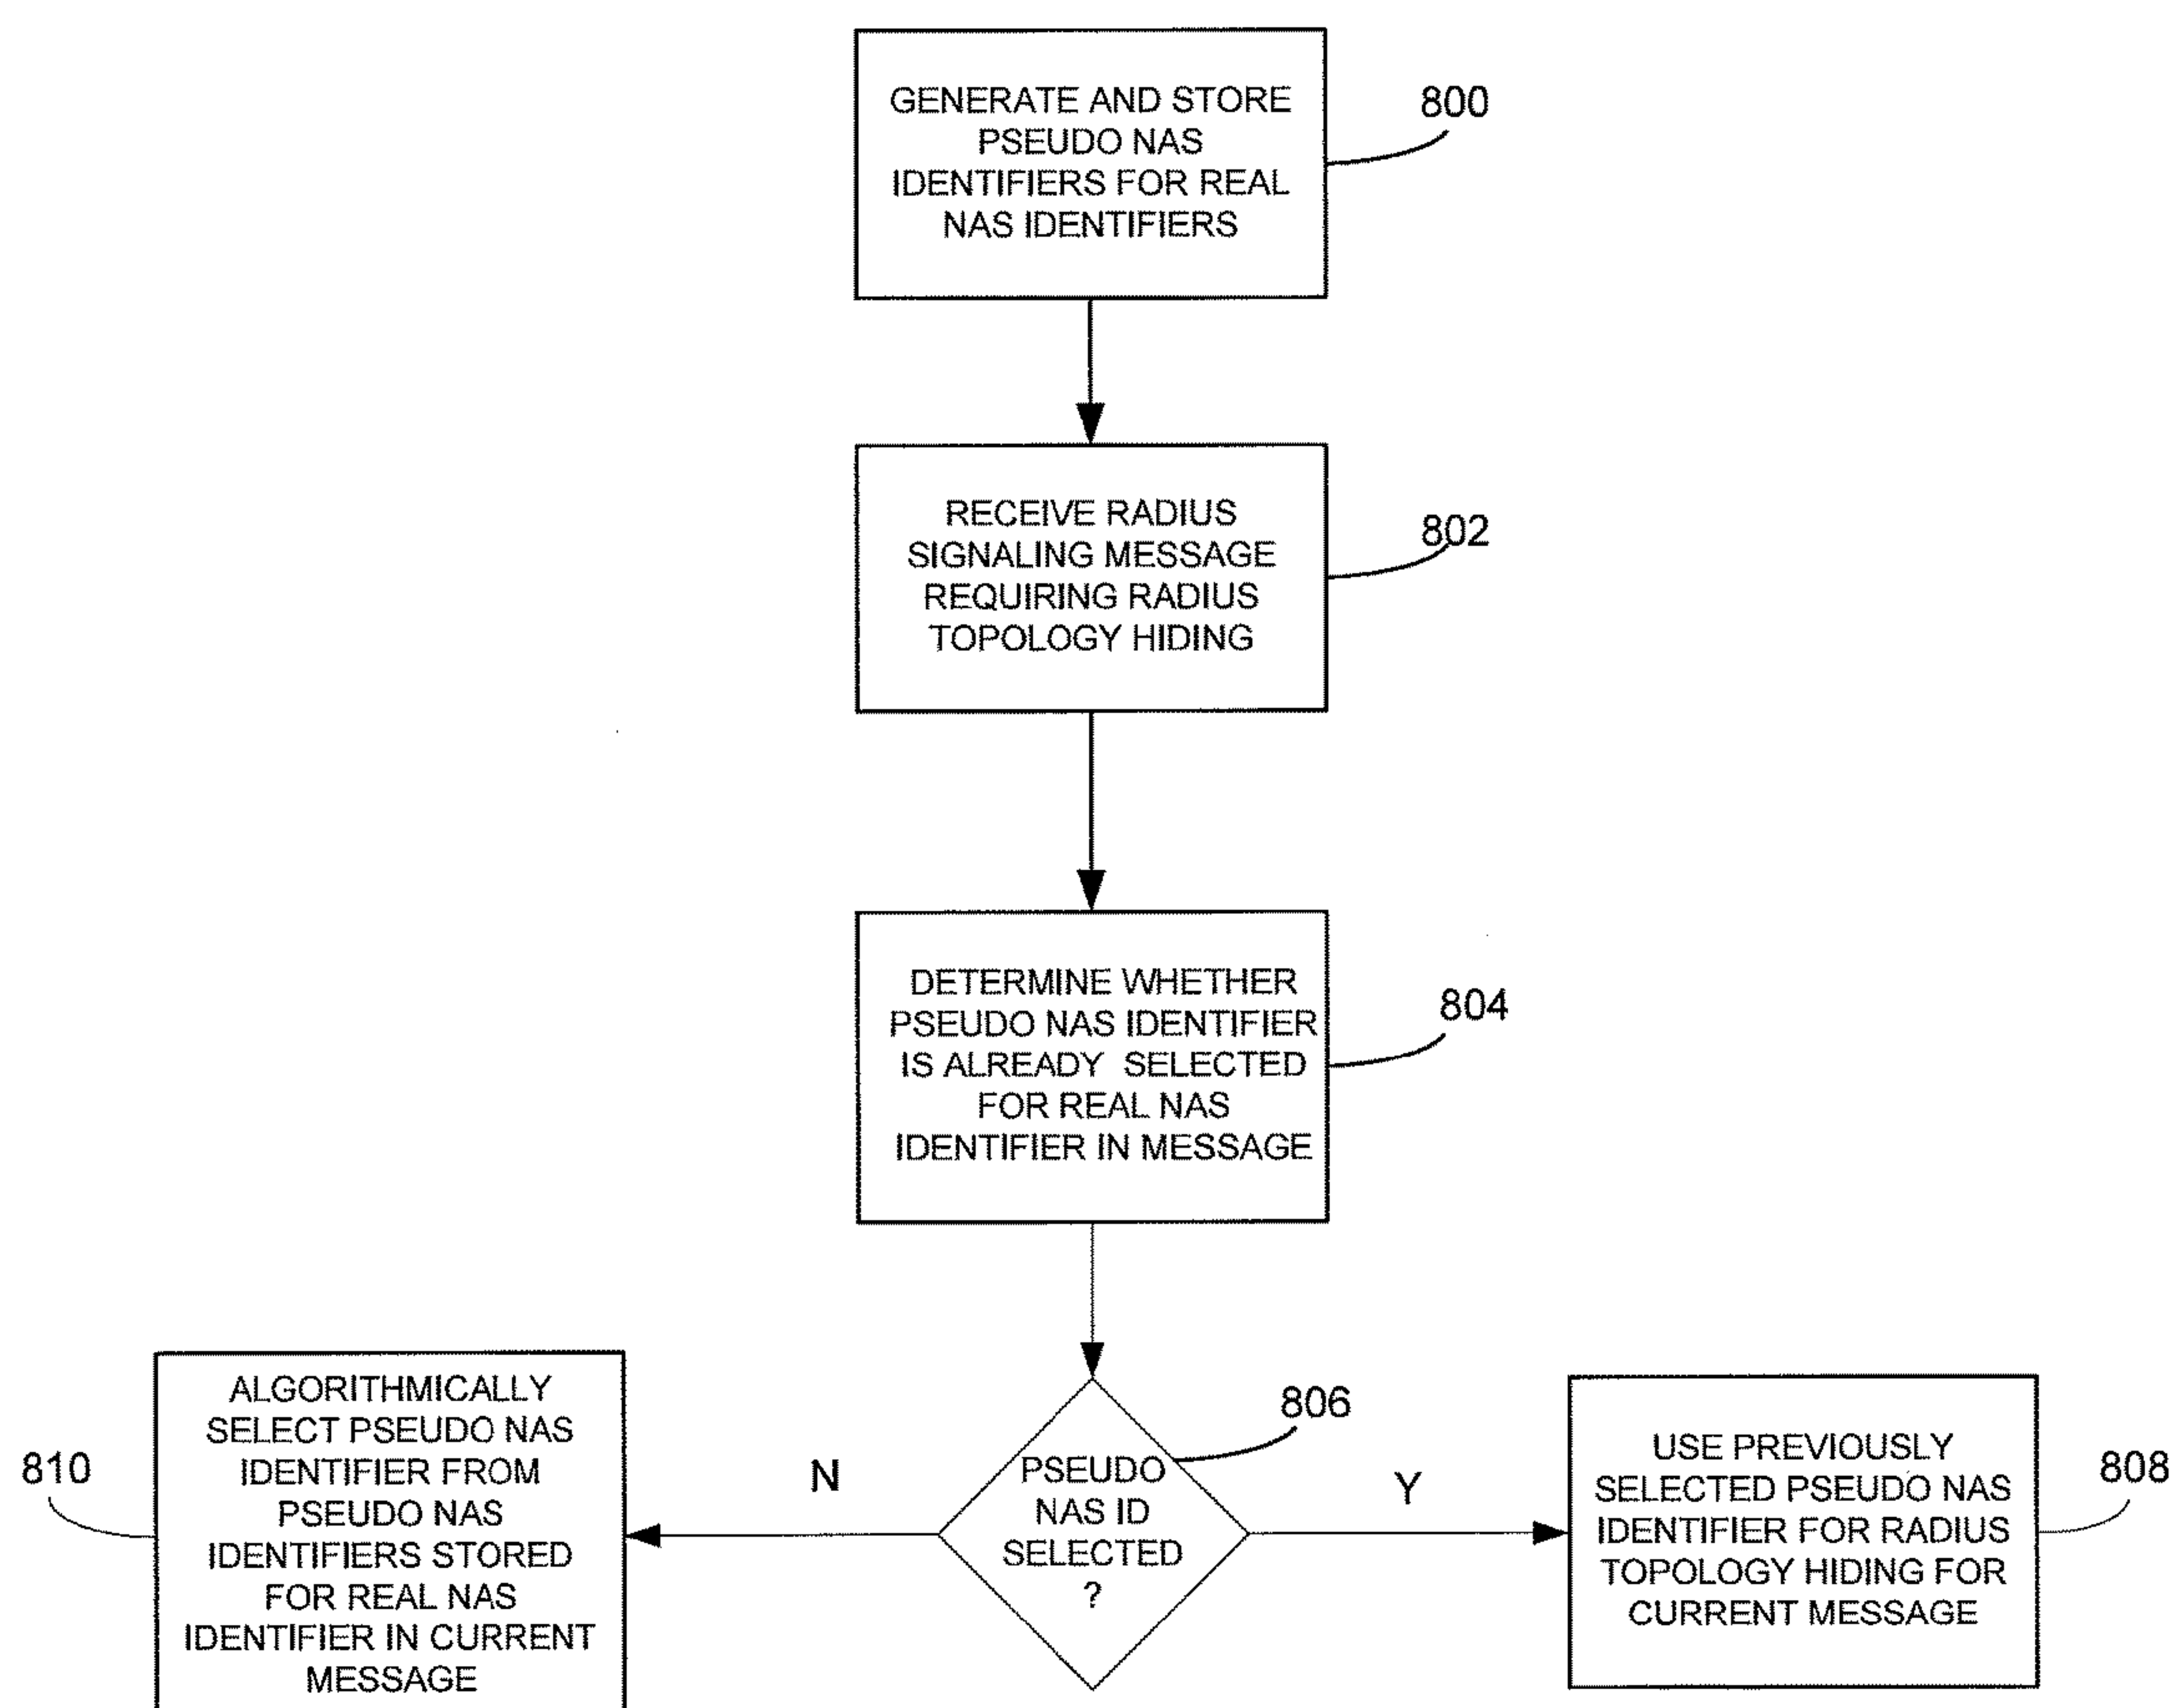 GENERATE AND STORE
PSEUDO NAS
IDENTIFIERS FOR REAL
NAS IDENTIFIERS
800
RECEIVE RADIUS
SIGNALING MESSAGE
REQUIRING RADIUS
TOPOLOGY HIDING
802
DETERMINE WHETHER
PSEUDO NAS IDENTIFIER
IS ALREADY SELECTED
FOR REAL NAS
IDENTIFIER IN MESSAGE
804
810
ALGORITHMICALLY
SELECT PSEUDO NAS
IDENTIFIER FROM
PSEUDO NAS
IDENTIFIERS STORED
FOR REAL NAS
IDENTIFIER IN CURRENT
MESSAGE
N
PSEUDO
NAS ID
SELECTED
?
806
Y
USE PREVIOUSLY
SELECTED PSEUDO NAS
IDENTIFIER FOR RADIUS
TOPOLOGY HIDING FOR
CURRENT MESSAGE
808